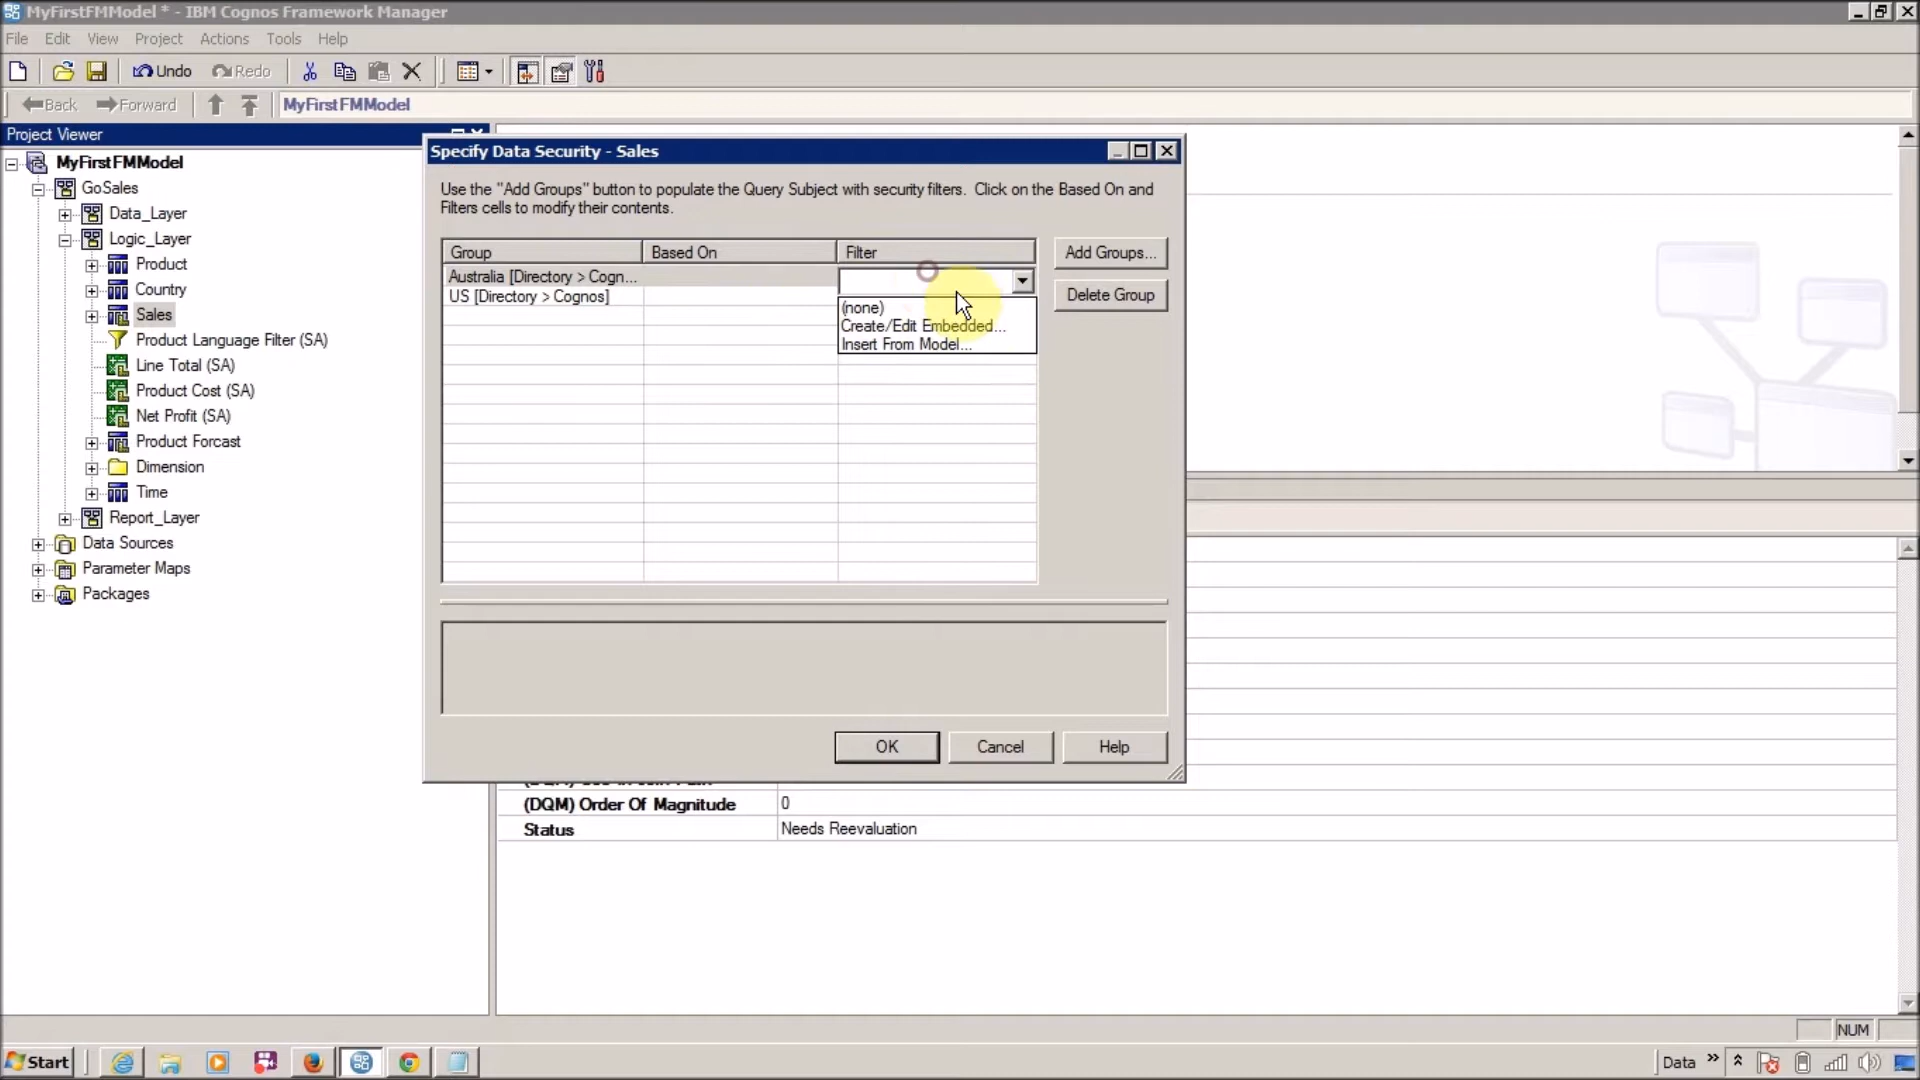 MyFirstFMModel * - IBM Cognos Framework Manager
File Edit View Project Actions Tools Help
Undo Redo
Back Forward MyFirstFMModel
Project Viewer
MyFirstFMModel
GoSales
Data_Layer
Logic_Layer
Product
Country
Sales
Product Language Filter (SA)
Line Total (SA)
Product Cost (SA)
Net Profit (SA)
Product Forcast
Dimension
Time
Report_Layer
Data Sources
Parameter Maps
Packages
Specify Data Security - Sales
Use the "Add Groups" button to populate the Query Subject with security filters. Click on the Based On and
Filters cells to modify their contents.
Group Based On Filter
Add Groups...
Australia [Directory > Cogn...
US [Directory > Cognos]
Delete Group
(none)
Create/Edit Embedded...
Insert From Model...
OK Cancel Help
(DQM) Order Of Magnitude 0
Status Needs Reevaluation
NUM
Start
Data